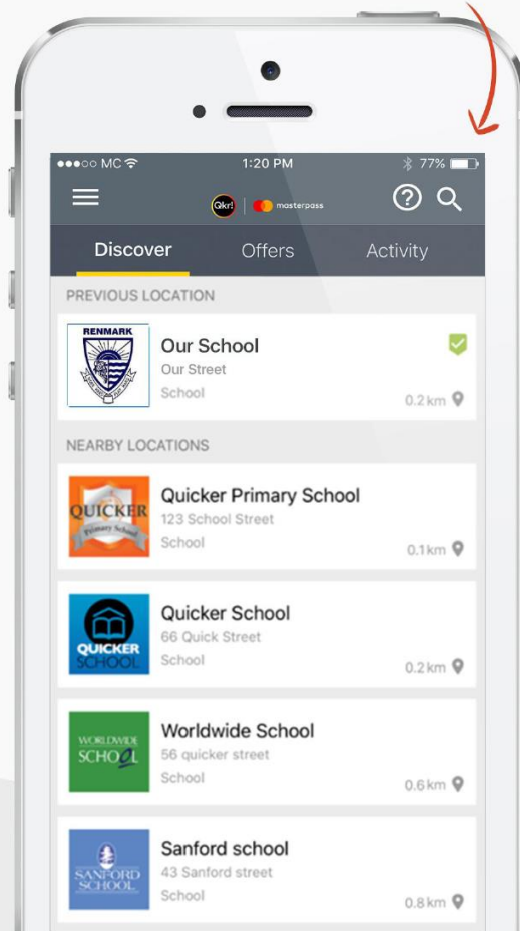 MC
1:20 PM
77%
Qkr!
masterpass
?
Discover
Offers
Activity
PREVIOUS LOCATION
RENMARK
Our School
Our Street
School
0.2 km
NEARBY LOCATIONS
QUICKER
Primary School
Quicker Primary School
123 School Street
School
0.1 km
QUICKER
SCHOOL
Quicker School
66 Quick Street
School
0.2 km
WORLDWIDE
SCHOOL
Worldwide School
56 quicker street
School
0.6 km
SANFORD
SCHOOL
Sanford school
43 Sanford street
School
0.8 km